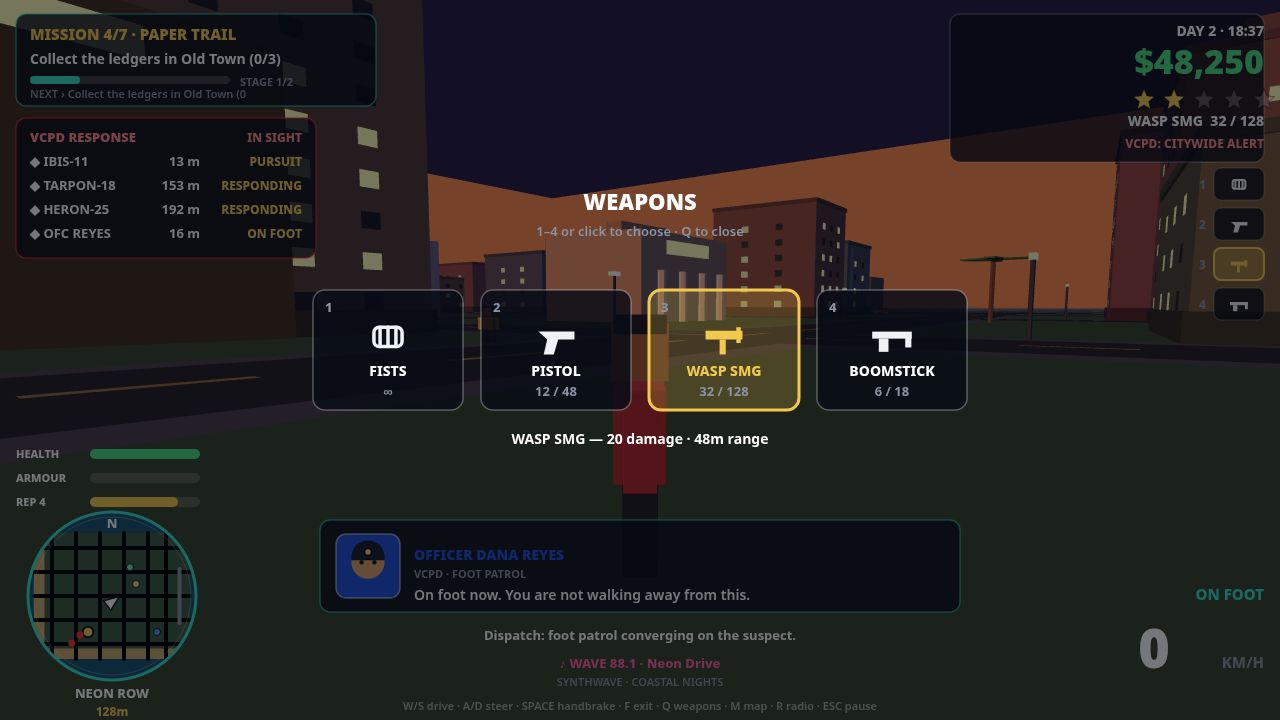 MISSION 4/7 · PAPER TRAIL
Collect the ledgers in Old Town (0/3)
STAGE 1/2
NEXT › Collect the ledgers in Old Town (0
VCPD RESPONSE IN SIGHT
◆ IBIS-11 13 m PURSUIT
◆ TARPON-18 153 m RESPONDING
◆ HERON-25 192 m RESPONDING
◆ OFC REYES 16 m ON FOOT
DAY 2 · 18:37
$48,250
WASP SMG 32 / 128
VCPD: CITYWIDE ALERT
1
2
3
4
WEAPONS
1–4 or click to choose · Q to close
1
FISTS
∞
2
PISTOL
12 / 48
3
WASP SMG
32 / 128
4
BOOMSTICK
6 / 18
WASP SMG — 20 damage · 48m range
HEALTH
ARMOUR
REP 4
N
NEON ROW
128m
OFFICER DANA REYES
VCPD · FOOT PATROL
On foot now. You are not walking away from this.
Dispatch: foot patrol converging on the suspect.
♪ WAVE 88.1 · Neon Drive
SYNTHWAVE · COASTAL NIGHTS
W/S drive · A/D steer · SPACE handbrake · F exit · Q weapons · M map · R radio · ESC pause
ON FOOT
0 KM/H